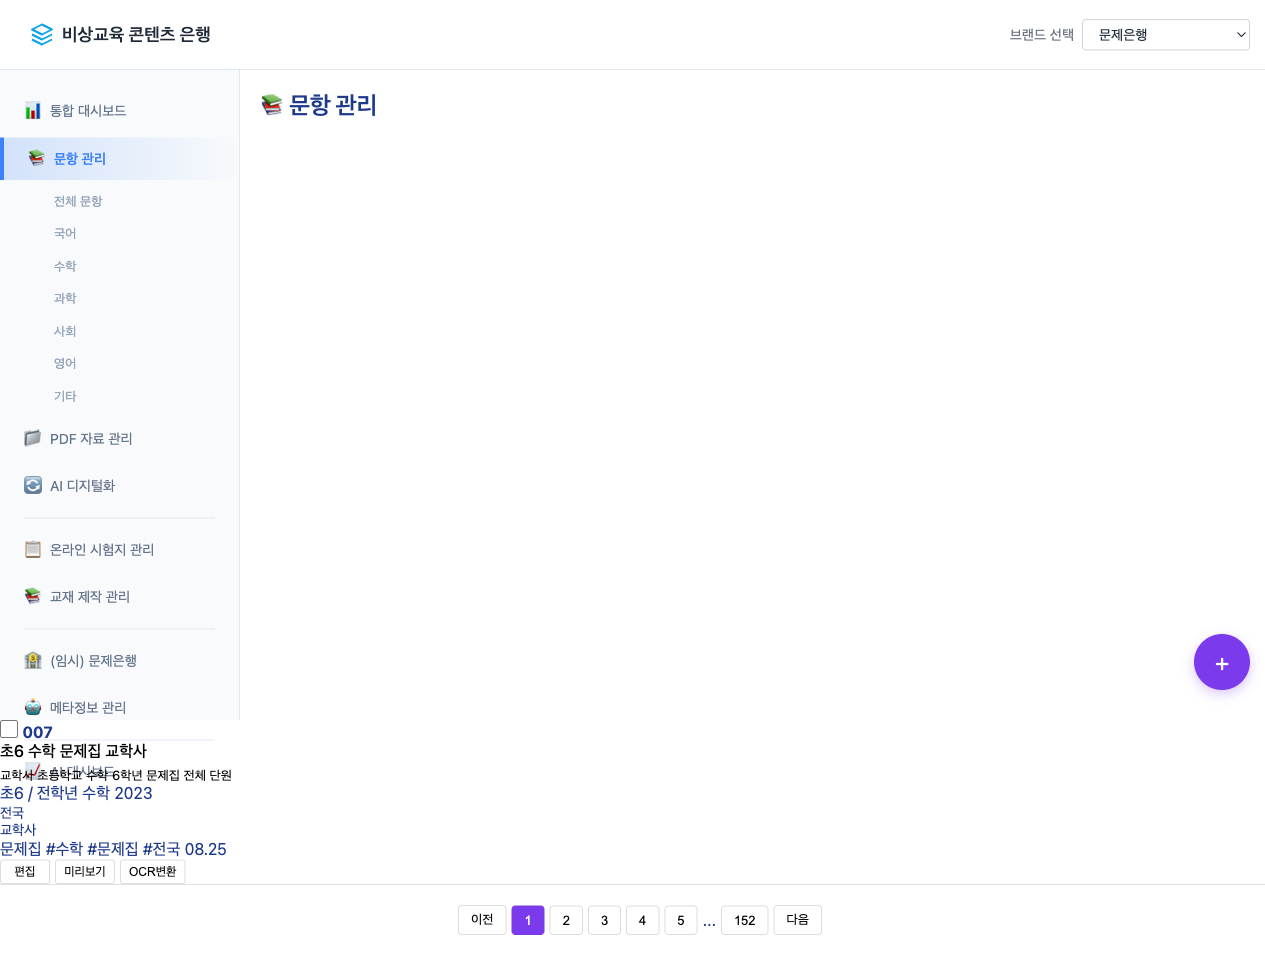 비상교육 콘텐츠 은행
브랜드 선택 문제은행
통합 대시보드
문항 관리
전체 문항
국어
수학
과학
사회
영어
기타
PDF 자료 관리
AI 디지털화
온라인 시험지 관리
교재 제작 관리
(임시) 문제은행
메타정보 관리
AI 대시보드
문항 관리
+
007
초6 수학 문제집 교학사
교학사 초등학교 수학 6학년 문제집 전체 단원
초6 / 전학년 수학 2023
전국
교학사
문제집 #수학 #문제집 #전국 08.25
편집 미리보기 OCR변환
이전 1 2 3 4 5 ... 152 다음